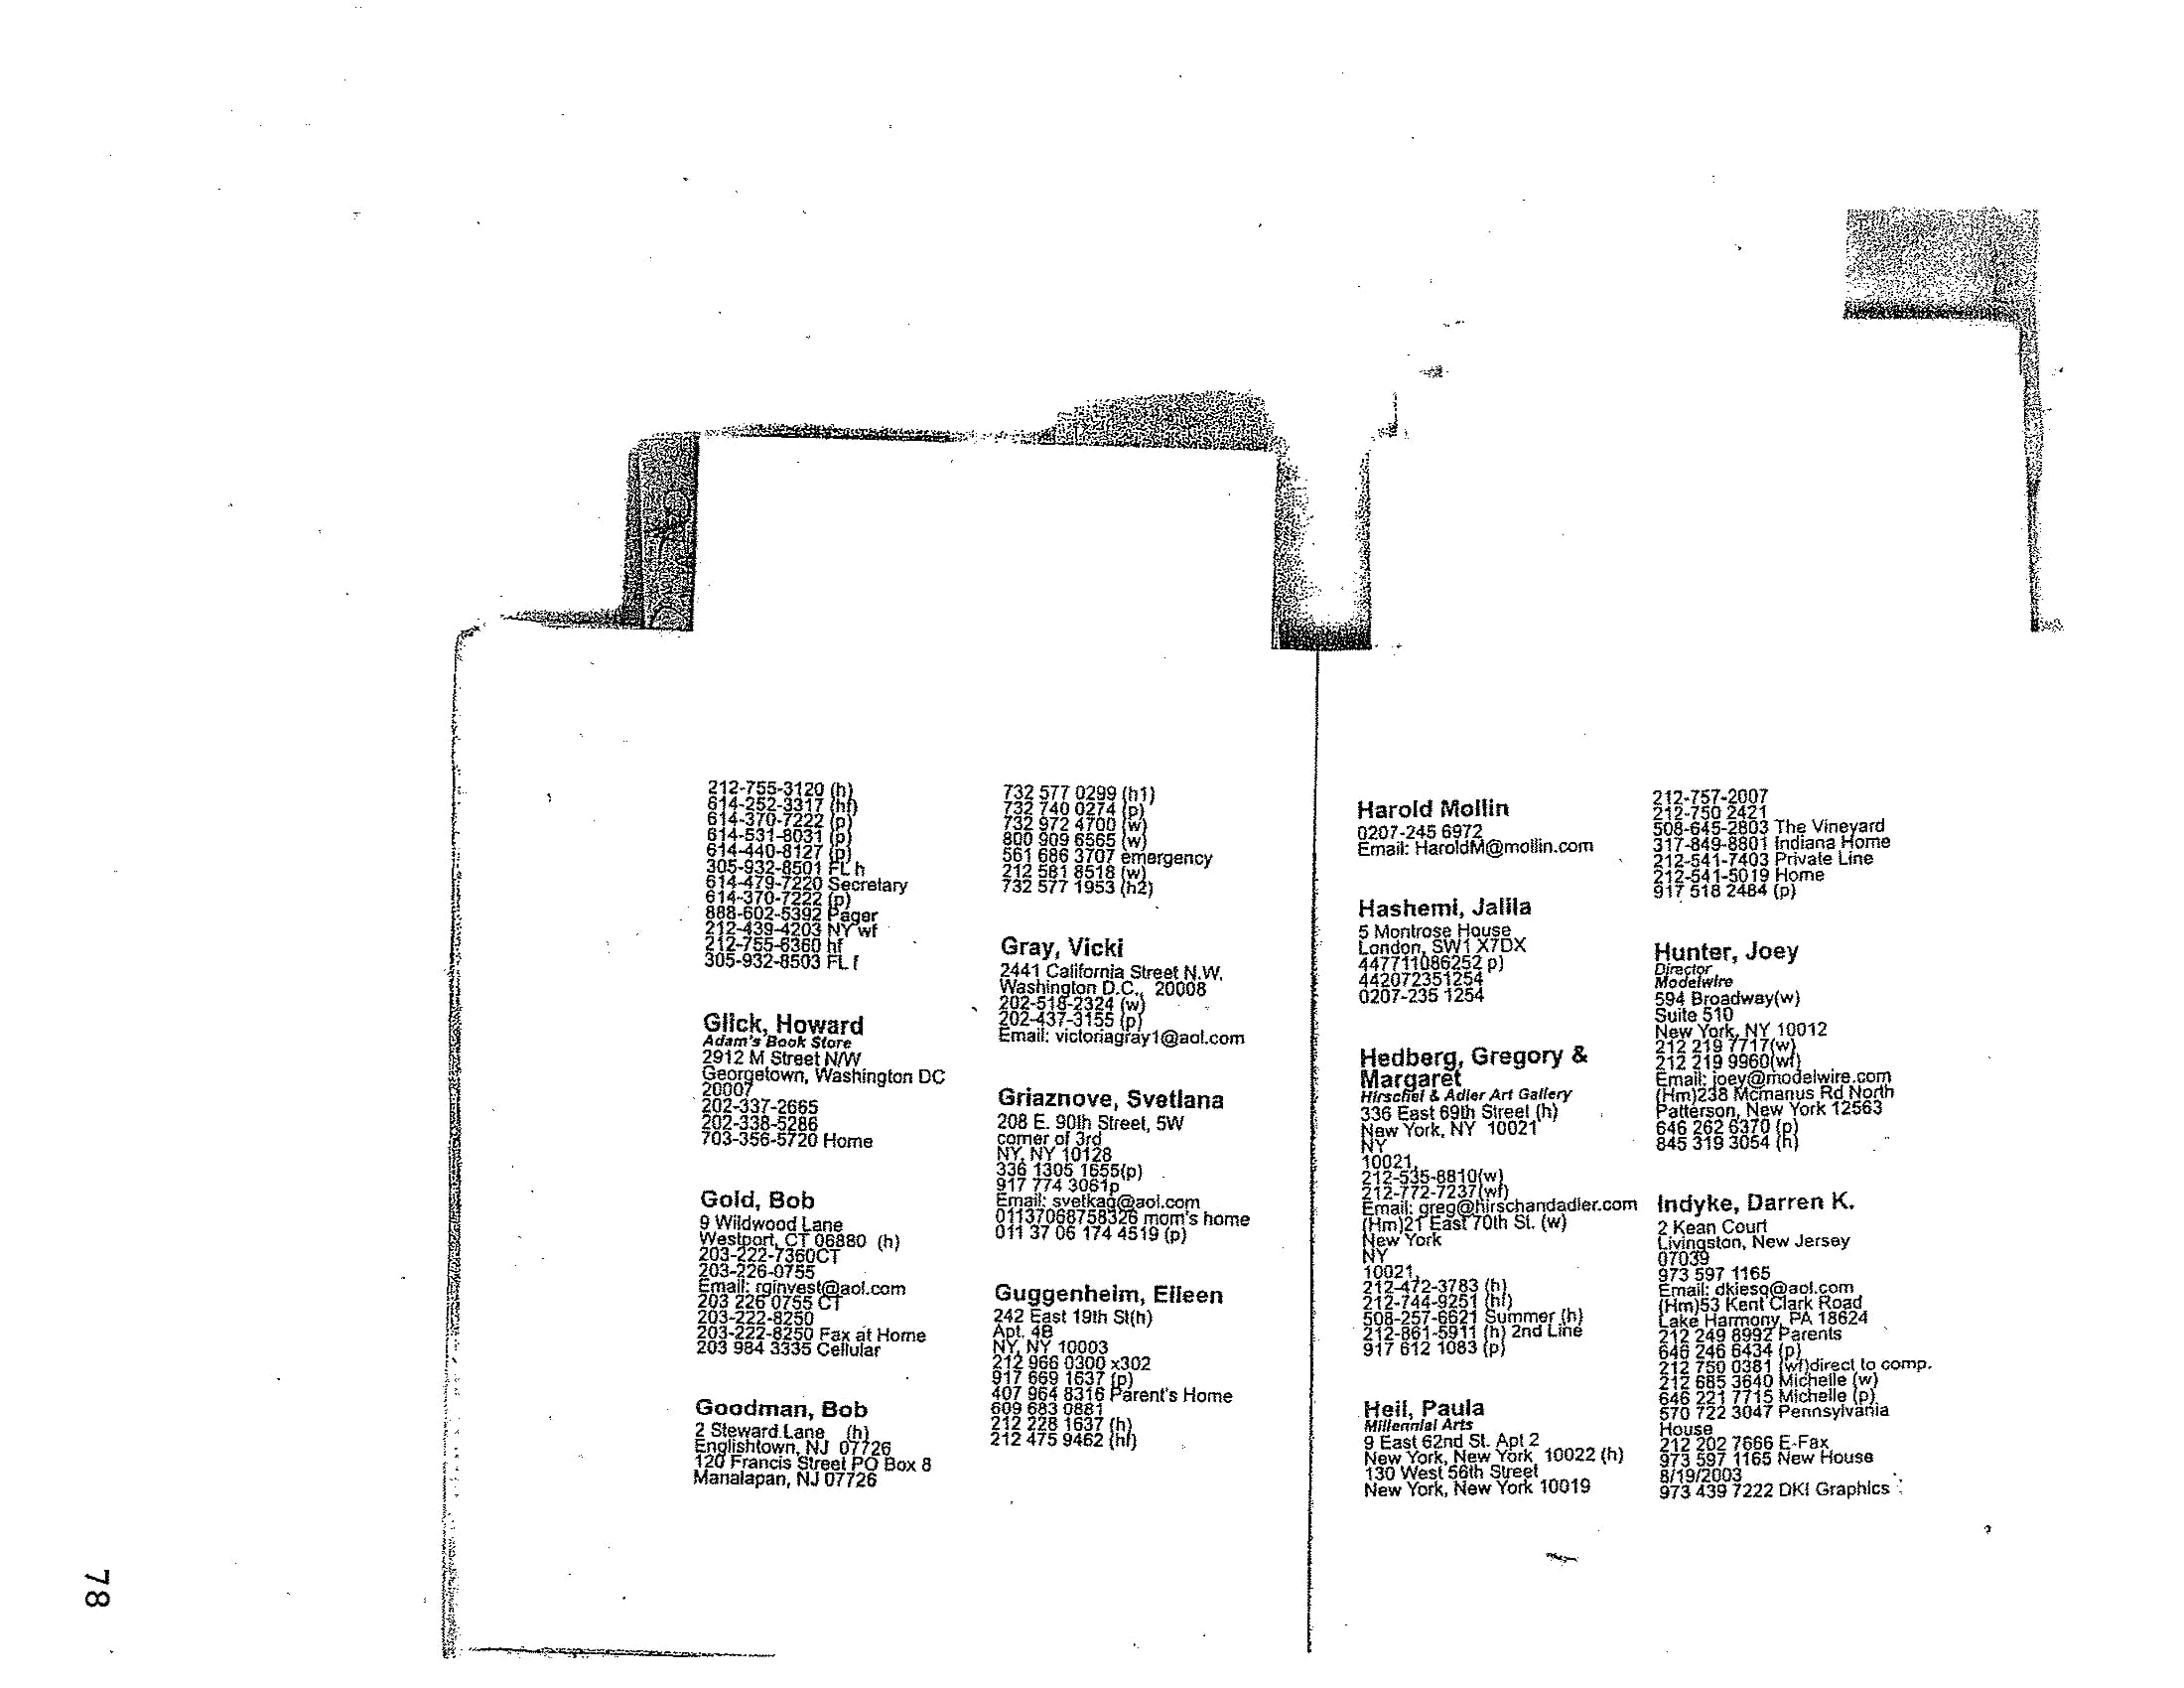 212-755-3120 (h)
614-252-3317 (hf)
614-370-7222 (p)
614-531-8031 (p)
614-440-8127 (p)
305-932-8501 FL h
614-479-7220 Secretary
614-370-7222 (p)
888-602-5392 Pager
212-439-4203 NY wf
212-755-6360 hf
305-932-8503 FL f
Glick, Howard
Adam's Book Store
2912 M Street N/W
Georgetown, Washington DC
20007
202-337-2665
202-338-5286
703-356-5720 Home
Gold, Bob
9 Wildwood Lane
Westport, CT 06880 (h)
203-222-7360CT
203-226-0755
Email: rginvest@aol.com
203 226 0755 CT
203-222-8250
203-222-8250 Fax at Home
203 984 3335 Cellular
Goodman, Bob
2 Steward Lane (h)
Englishtown, NJ 07726
120 Francis Street PO Box 8
Manalapan, NJ 07726
732 577 0299 (h1)
732 740 0274 (p)
732 972 4700 (w)
800 909 6565 (w)
561 686 3707 emergency
212 581 8518 (w)
732 577 1953 (h2)
Gray, Vicki
2441 California Street N.W.
Washington D.C., 20008
202-518-2324 (w)
202-437-3155 (p)
Email: victoriagray1@aol.com
Griaznove, Svetlana
208 E. 90th Street, 5W
corner of 3rd
NY, NY 10128
336 1305 1655(p)
917 774 3061p
Email: svetkag@aol.com
01137068758326 mom's home
011 37 06 174 4519 (p)
Guggenheim, Eileen
242 East 19th St(h)
Apt. 4B
NY, NY 10003
212 966 0300 x302
917 669 1637 (p)
407 964 8316 Parent's Home
609 683 0881
212 228 1637 (h)
212 475 9462 (hf)
Harold Mollin
0207-245 6972
Email: HaroldM@mollin.com
Hashemi, Jalila
5 Montrose House
London, SW1 X7DX
447711086252 p)
442072351254
0207-235 1254
Hedberg, Gregory &
Margaret
Hirschel & Adler Art Gallery
336 East 69th Street (h)
New York, NY 10021
NY
10021,
212-535-8810(w)
212-772-7237(wf)
Email: greg@hirschandadler.com
(Hm)21 East 70th St. (w)
New York
NY
10021,
212-472-3783 (h)
212-744-9251 (hf)
508-257-6621 Summer (h)
212-861-5911 (h) 2nd Line
917 612 1083 (p)
Heil, Paula
Millennial Arts
9 East 62nd St. Apt 2
New York, New York 10022 (h)
130 West 56th Street
New York, New York 10019
212-757-2007
212-750 2421
508-645-2803 The Vineyard
317-849-8801 Indiana Home
212-541-7403 Private Line
212-541-5019 Home
917 518 2484 (p)
Hunter, Joey
Director
Modelwire
594 Broadway(w)
Suite 510
New York, NY 10012
212 219 7717(w)
212 219 9960(wf)
Email: joey@modelwire.com
(Hm)238 Mcmanus Rd North
Patterson, New York 12563
646 262 6370 (p)
845 319 3054 (h)
Indyke, Darren K.
2 Kean Court
Livingston, New Jersey
07039
973 597 1165
Email: dkiesq@aol.com
(Hm)53 Kent Clark Road
Lake Harmony, PA 18624
212 249 8992 Parents
646 246 6434 (p)
212 750 0381 (wf)direct to comp.
212 685 3640 Michelle (w)
646 221 7715 Michelle (p)
570 722 3047 Pennsylvania
House
212 202 7666 E-Fax
973 597 1165 New House
8/19/2003
973 439 7222 DKI Graphics
78